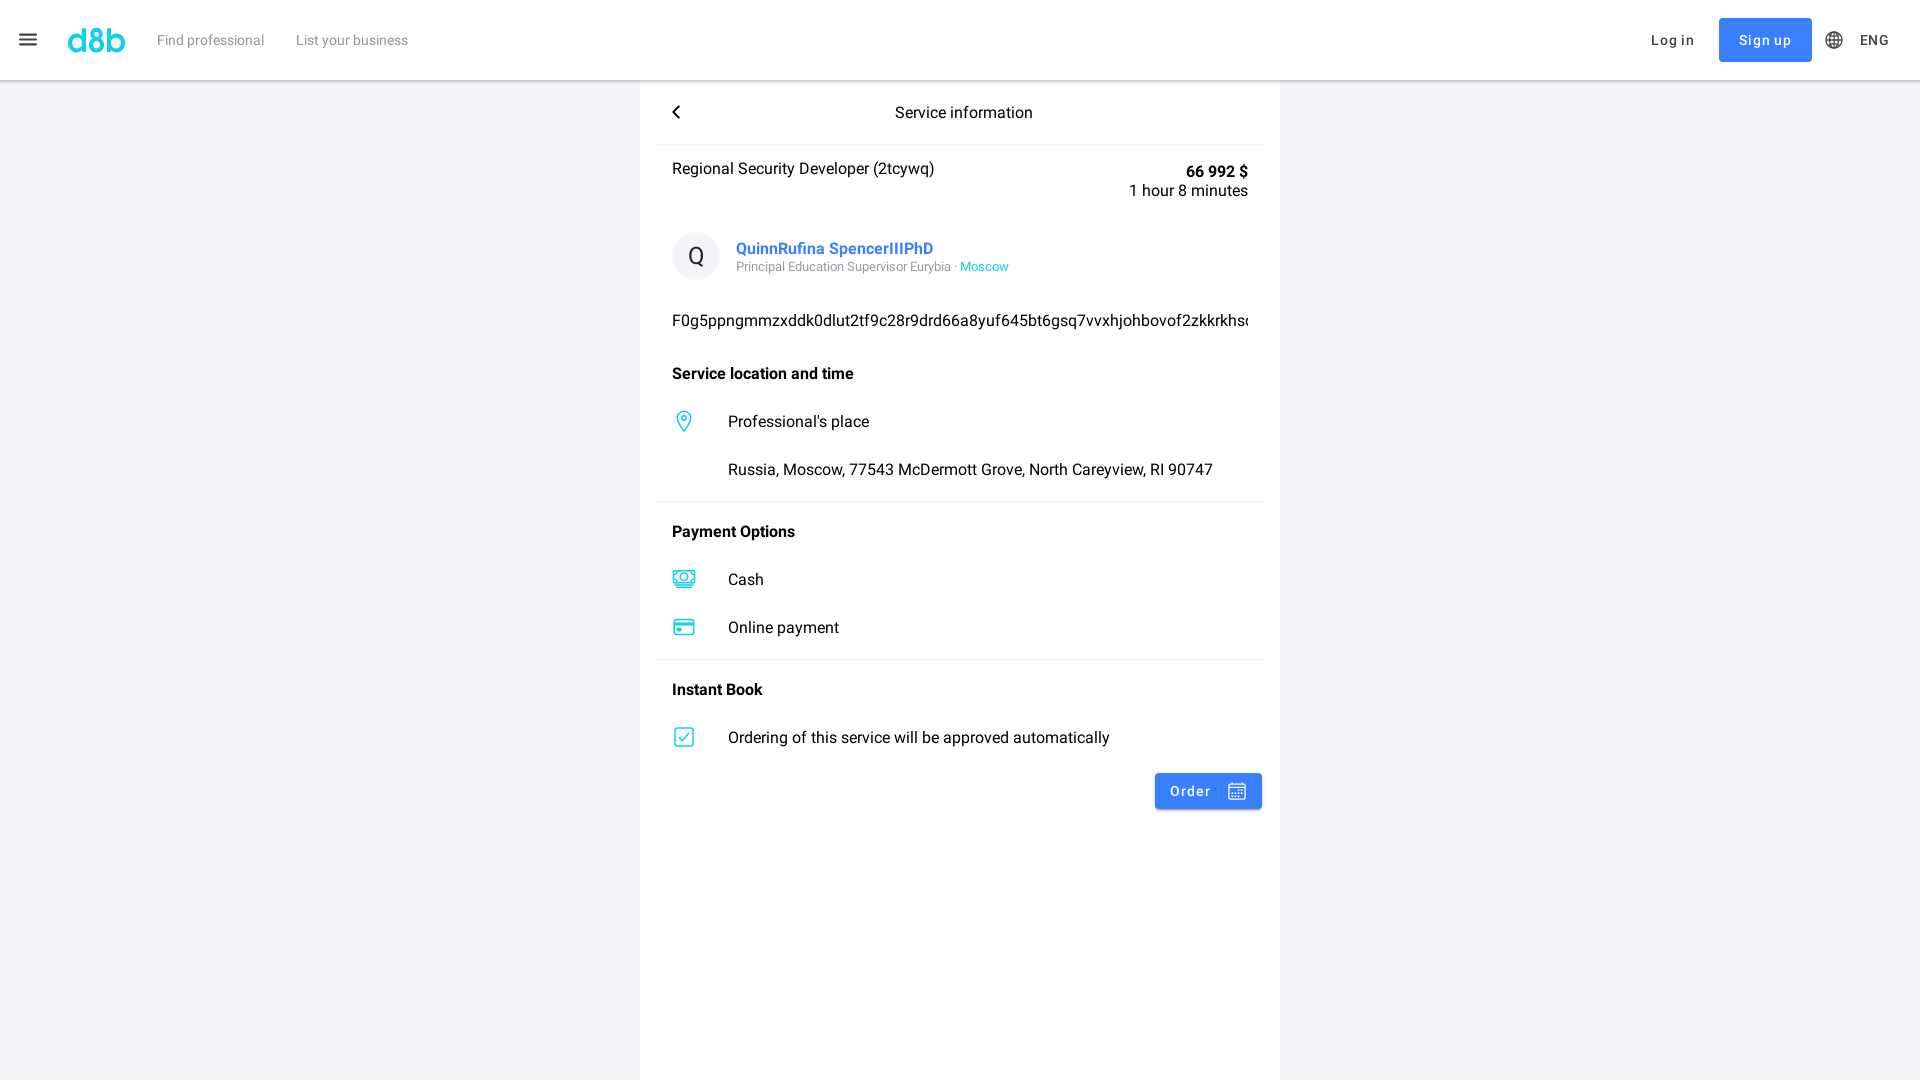 d8b
Find professional
List your business
Log in
Sign up
ENG
Service information
Regional Security Developer (2tcywq)
66 992 $
1 hour 8 minutes
Q
QuinnRufina SpencerIIIPhD
Principal Education Supervisor Eurybia · Moscow
F0g5ppngmmzxddk0dlut2tf9c28r9drd66a8yuf645bt6gsq7vvxhjohbovof2zkkrkhs
Service location and time
Professional's place
Russia, Moscow, 77543 McDermott Grove, North Careyview, RI 90747
Payment Options
Cash
Online payment
Instant Book
Ordering of this service will be approved automatically
Order